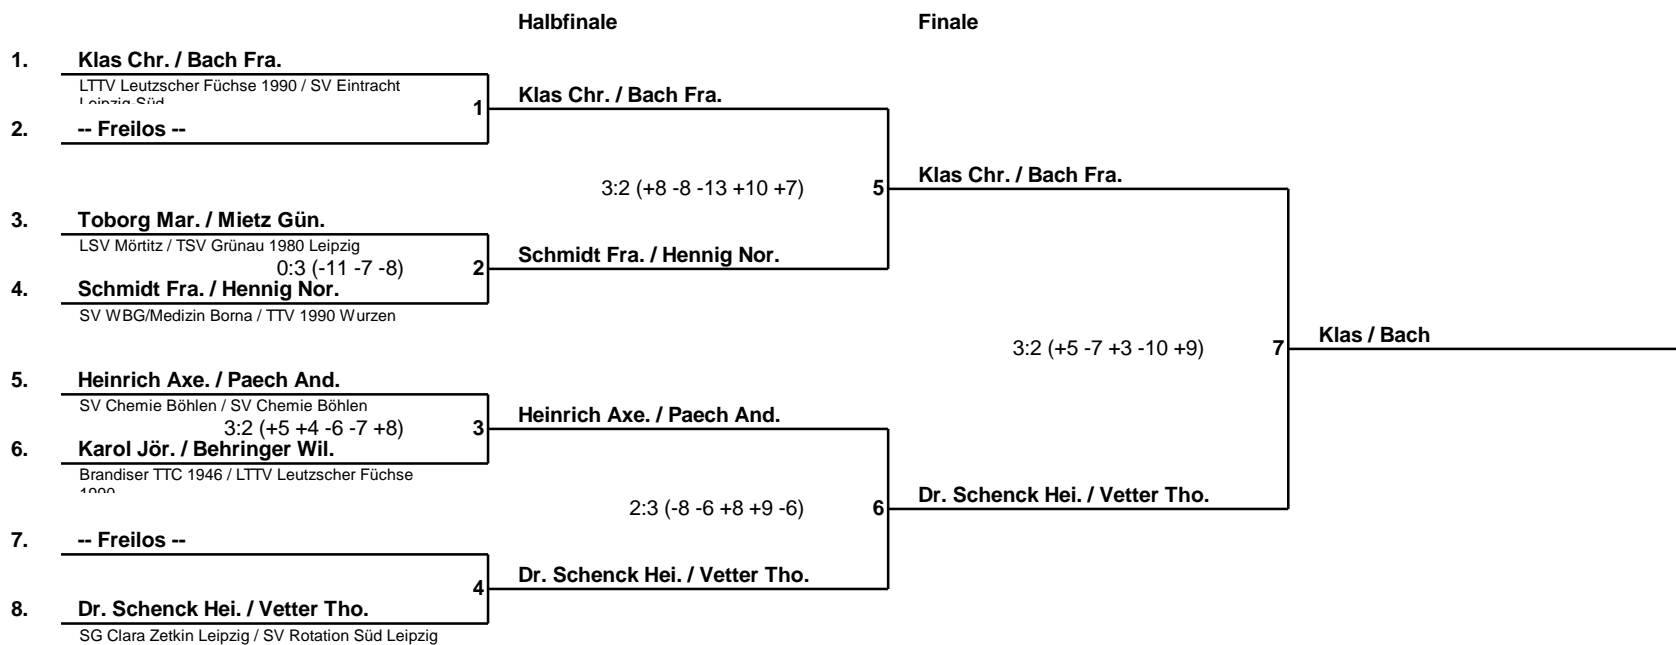 Halbfinale
Finale
1. Klas Chr. / Bach Fra.
LTTV Leutzscher Füchse 1990 / SV Eintracht
Leipzig-Süd
1
Klas Chr. / Bach Fra.
2. -- Freilos --
3:2 (+8 -8 -13 +10 +7) 5
Klas Chr. / Bach Fra.
3. Toborg Mar. / Mietz Gün.
LSV Mörtitz / TSV Grünau 1980 Leipzig
0:3 (-11 -7 -8) 2
Schmidt Fra. / Hennig Nor.
4. Schmidt Fra. / Hennig Nor.
SV WBG/Medizin Borna / TTV 1990 Wurzen
3:2 (+5 -7 +3 -10 +9) 7
Klas / Bach
5. Heinrich Axe. / Paech And.
SV Chemie Böhlen / SV Chemie Böhlen
3:2 (+5 +4 -6 -7 +8) 3
Heinrich Axe. / Paech And.
6. Karol Jör. / Behringer Wil.
Brandiser TTC 1946 / LTTV Leutzscher Füchse
1990
2:3 (-8 -6 +8 +9 -6) 6
Dr. Schenck Hei. / Vetter Tho.
7. -- Freilos --
4
Dr. Schenck Hei. / Vetter Tho.
8. Dr. Schenck Hei. / Vetter Tho.
SG Clara Zetkin Leipzig / SV Rotation Süd Leipzig